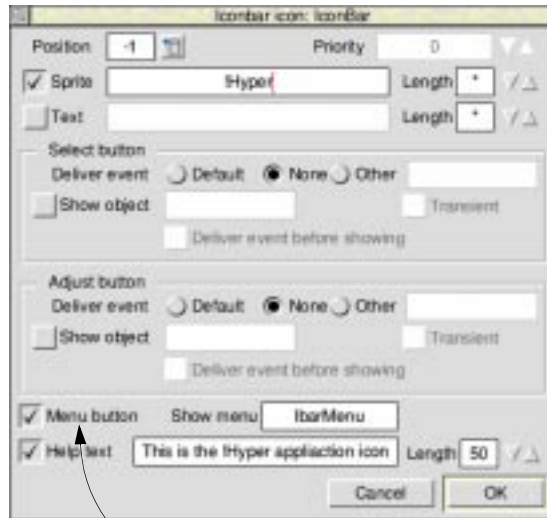 Iconbar icon: IconBar
Position -1 Priority 0
Sprite !Hyper Length *
Text Length *
Select button
Deliver event Default None Other
Show object Transient
Deliver event before showing
Adjust button
Deliver event Default None Other
Show object Transient
Deliver event before showing
Menu button Show menu IbarMenu
Help text This is the !Hyper appliaction icon Length 50
Cancel OK